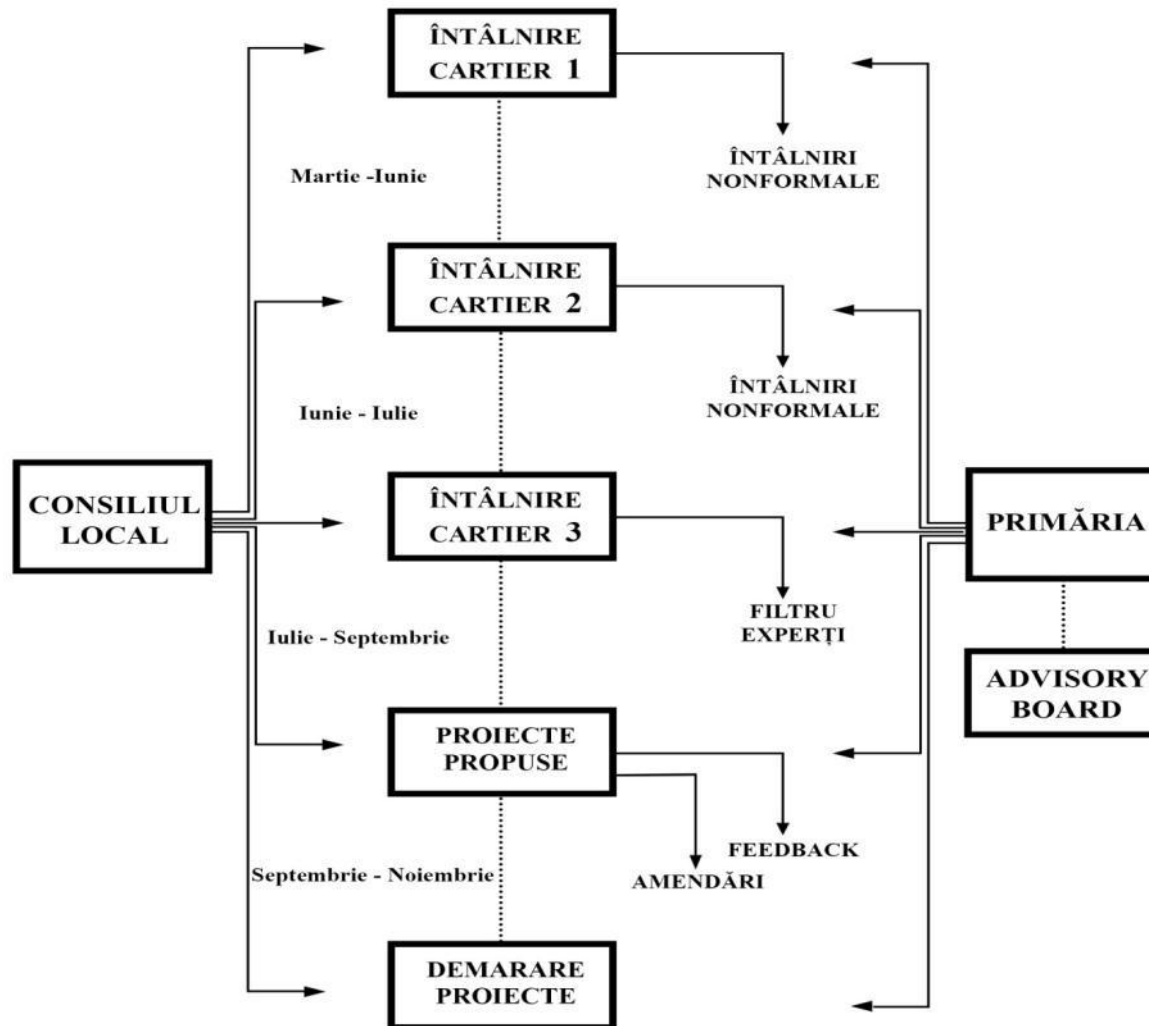 ÎNTÂLNIRE
CARTIER 1
Martie -Iunie
ÎNTÂLNIRI
NONFORMALE
ÎNTÂLNIRE
CARTIER 2
Iunie - Iulie
ÎNTÂLNIRI
NONFORMALE
CONSILIUL
LOCAL
ÎNTÂLNIRE
CARTIER 3
PRIMĂRIA
Iulie - Septembrie
FILTRU
EXPERȚI
ADVISORY
BOARD
PROIECTE
PROPUSE
FEEDBACK
AMENDĂRI
Septembrie - Noiembrie
DEMARARE
PROIECTE